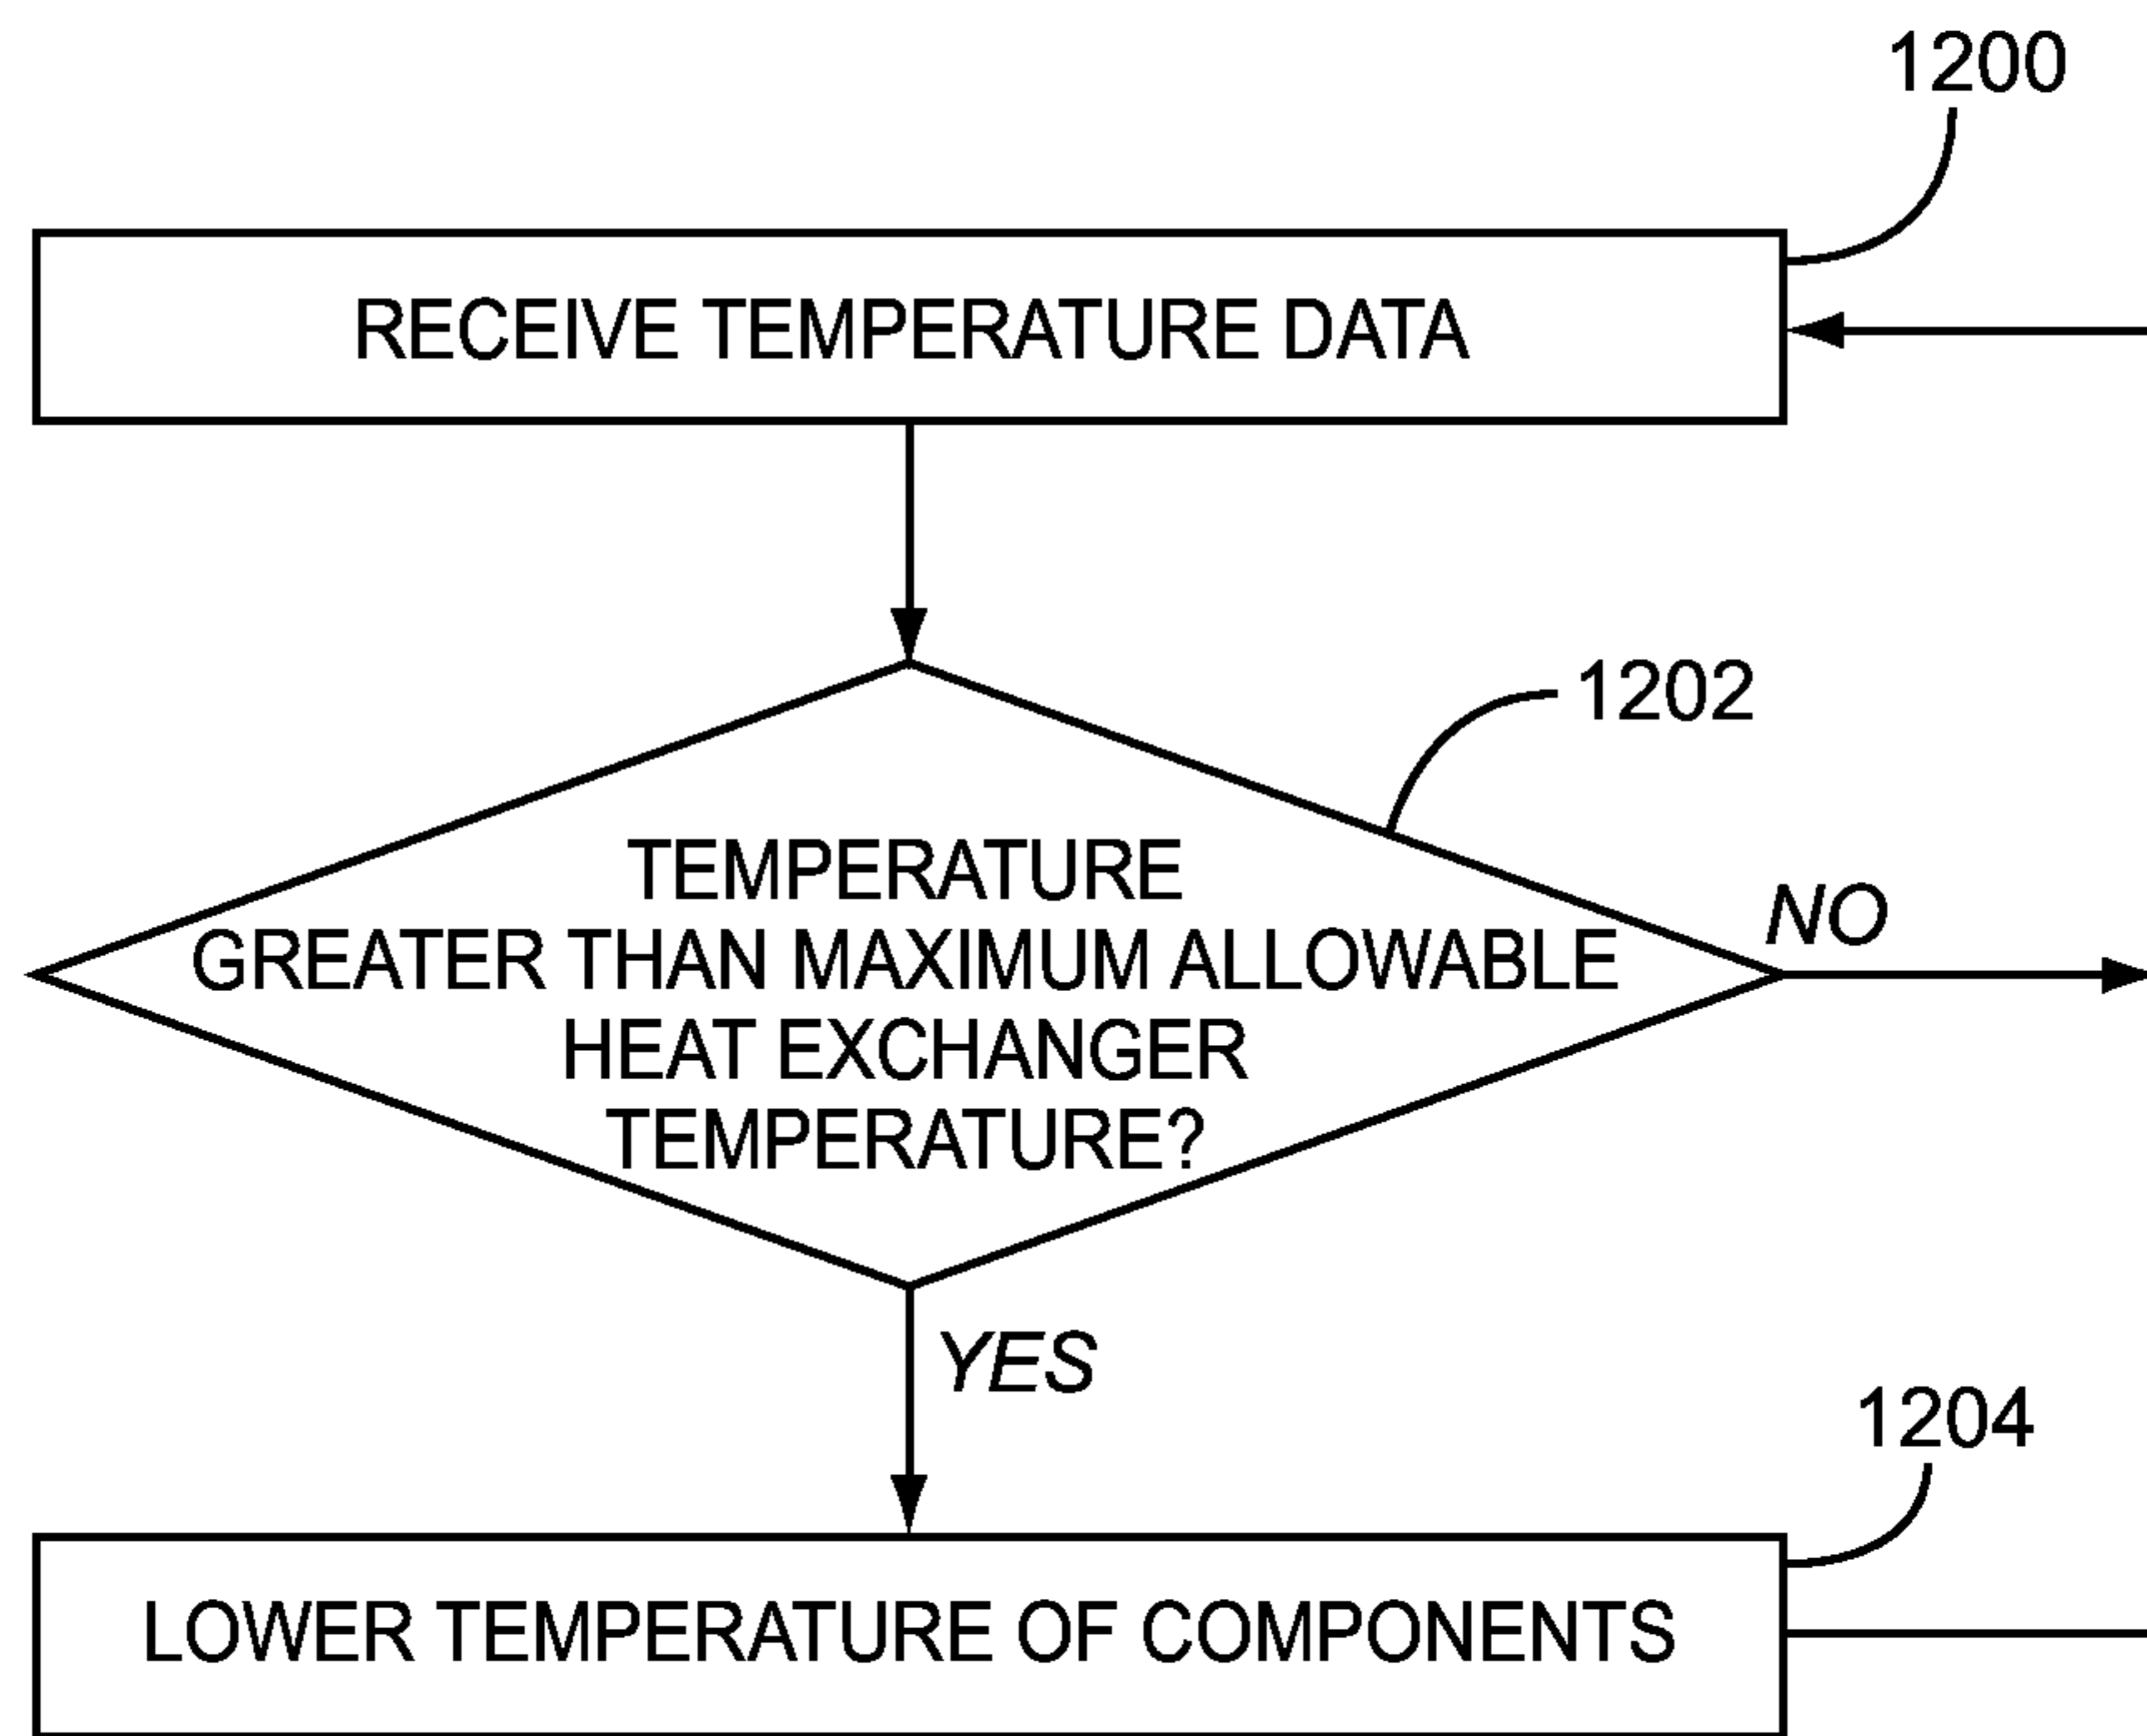 1200
RECEIVE TEMPERATURE DATA
1202
TEMPERATURE
GREATER THAN MAXIMUM ALLOWABLE
HEAT EXCHANGER
TEMPERATURE?
NO
YES
1204
LOWER TEMPERATURE OF COMPONENTS